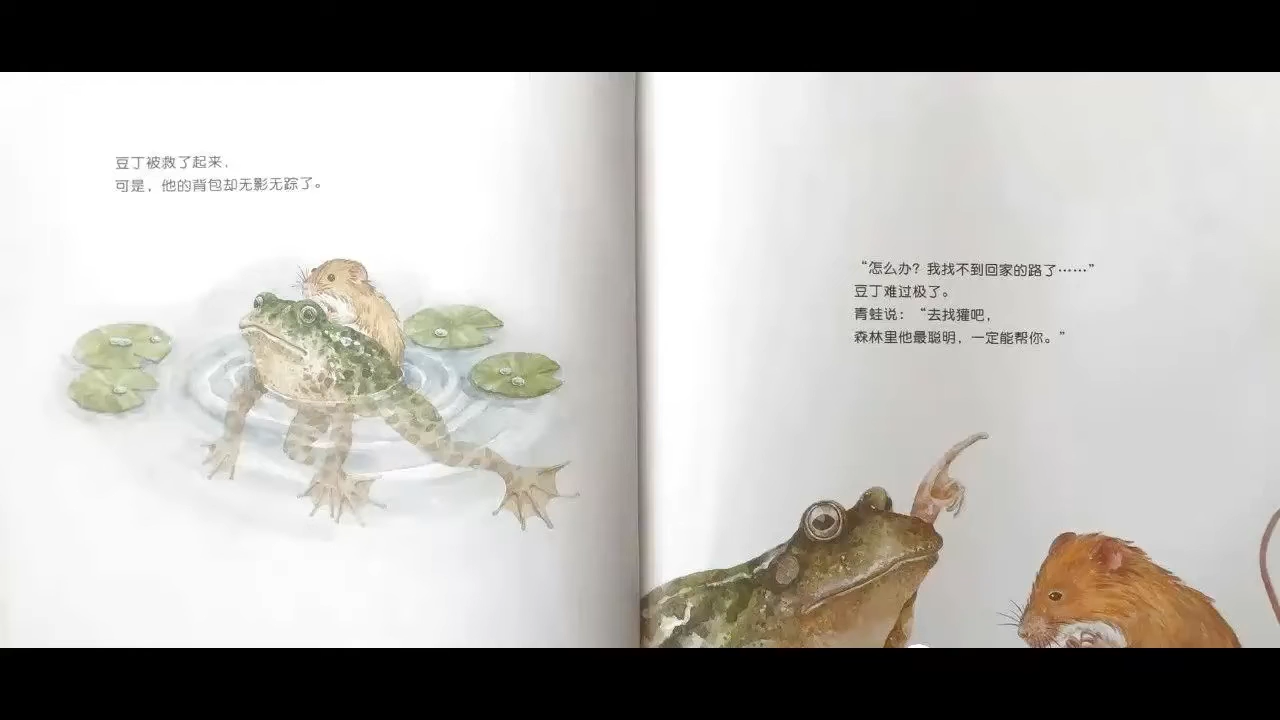 豆丁被救了起来，
可是，他的背包却无影无踪了。
“怎么办？我找不到回家的路了……”
豆丁难过极了。
青蛙说：“去找獾吧，
森林里他最聪明，一定能帮你。”